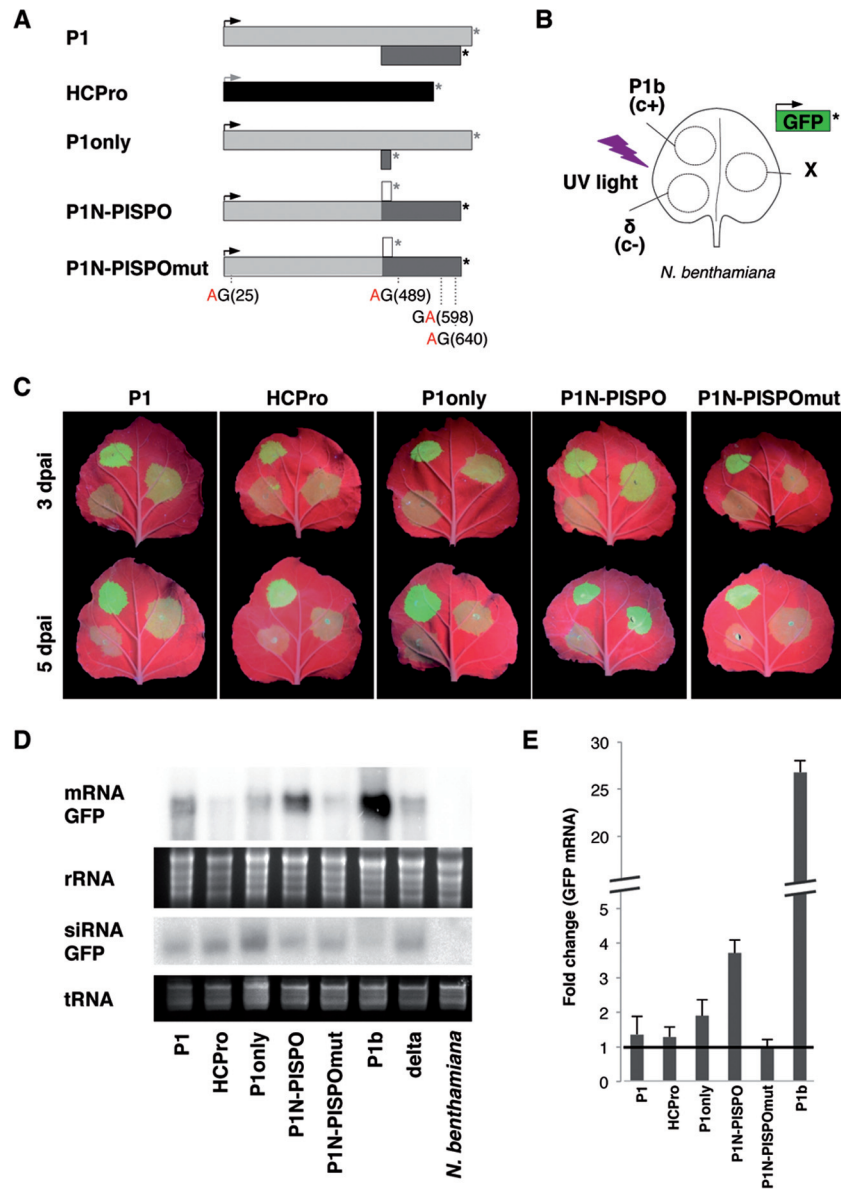 A
P1
*
*
HCPro
*
P1only
*
*
P1N-PISPO
*
*
P1N-PISPOmut
*
*
AG(25)
AG(489)
GA(598)
AG(640)
B
P1b
(c+)
GFP
*
UV light
X
δ
(c-)
N. benthamiana
C
P1
HCPro
P1only
P1N-PISPO
P1N-PISPOmut
3 dpai
5 dpai
D
mRNA
GFP
rRNA
siRNA
GFP
tRNA
P1
HCPro
P1only
P1N-PISPO
P1N-PISPOmut
P1b
delta
N. benthamiana
E
Fold change (GFP mRNA)
30
25
20
5
4
3
2
1
0
P1
HCPro
P1only
P1N-PISPO
P1N-PISPOmut
P1b